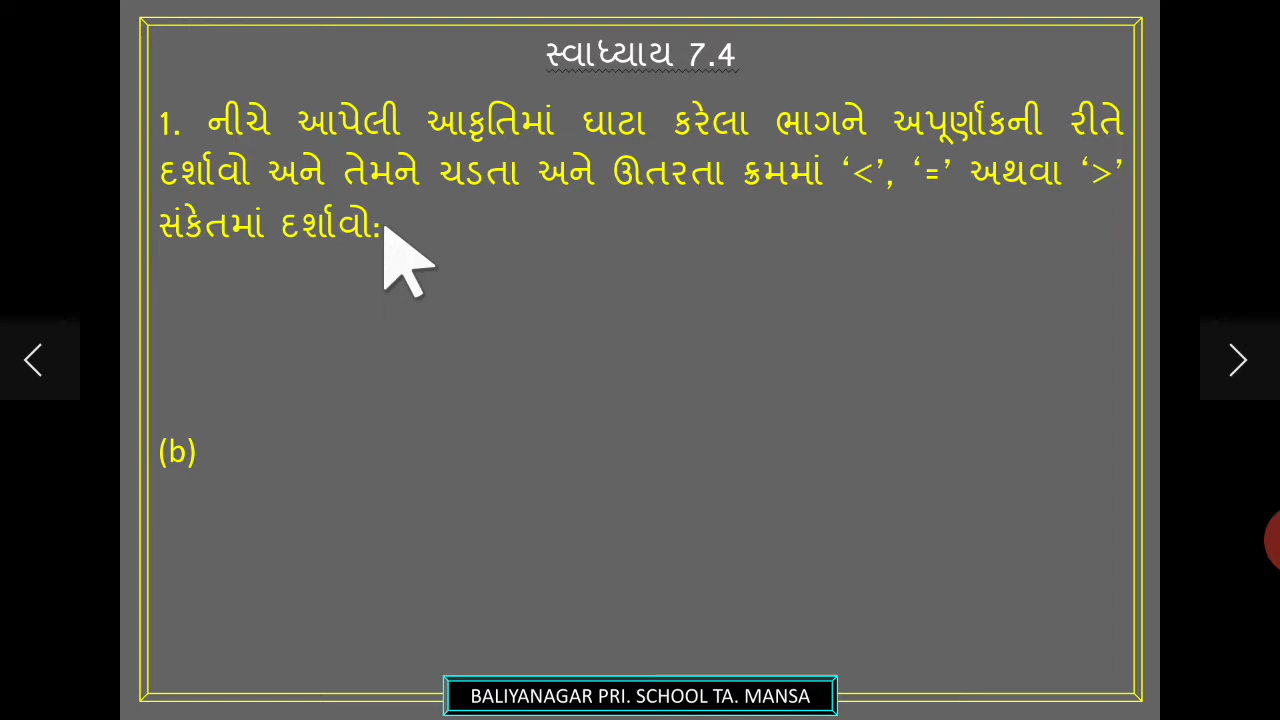 સ્વાધ્યાય 7.4
1. નીચે આપેલી આકૃતિમાં ઘાટા કરેલા ભાગને અપૂર્ણાંકની રીતે
દર્શાવો અને તેમને ચડતા અને ઊતરતા ક્રમમાં ‘<’, ‘=’ અથવા ‘>’
સંકેતમાં દર્શાવો:
(b)
BALIYANAGAR PRI. SCHOOL TA. MANSA